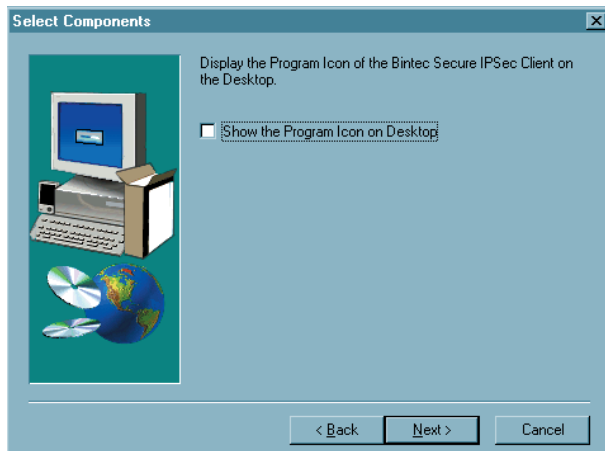 Select Components
Display the Program Icon of the Bintec Secure IPSec Client on
the Desktop.
Show the Program Icon on Desktop
< Back
Next >
Cancel